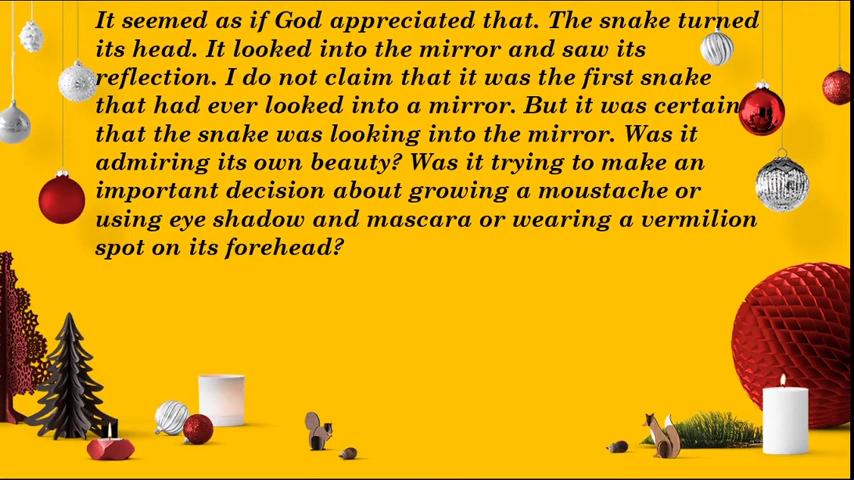 It seemed as if God appreciated that. The snake turned
its head. It looked into the mirror and saw its
reflection. I do not claim that it was the first snake
that had ever looked into a mirror. But it was certain
that the snake was looking into the mirror. Was it
admiring its own beauty? Was it trying to make an
important decision about growing a moustache or
using eye shadow and mascara or wearing a vermilion
spot on its forehead?